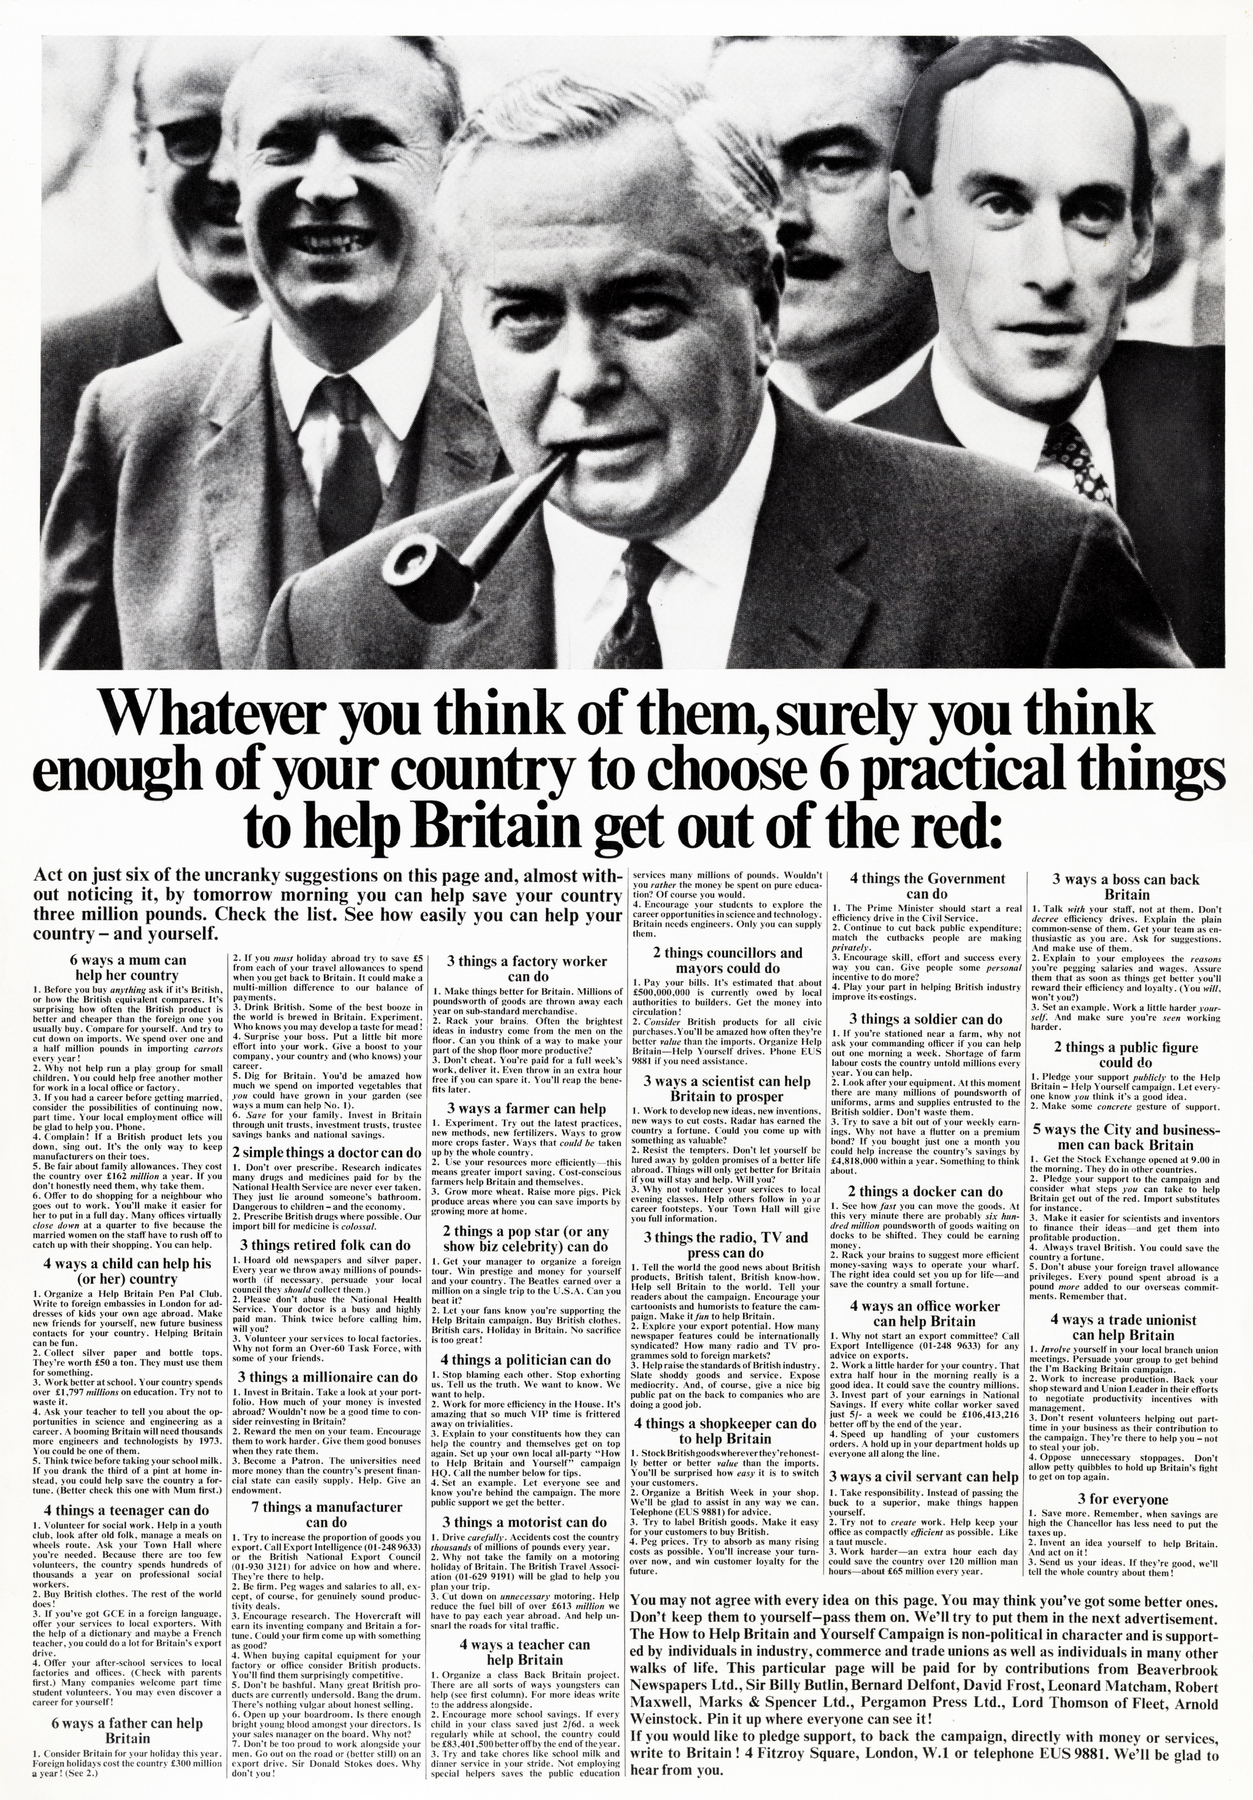 Whatever you think of them, surely you think
enough of your country to choose 6 practical things
to help Britain get out of the red:
Act on just six of the uncranky suggestions on this page and, almost with-
out noticing it, by tomorrow morning you can help save your country
three million pounds. Check the list. See how easily you can help your
country – and yourself.
6 ways a mum can
help her country
1. Before you buy anything ask if it's British,
or how the British equivalent compares. It's
surprising how often the British product is
better and cheaper than the foreign one you
usually buy. Compare for yourself. And try to
cut down on imports. We spend over one and
a half million pounds in importing carrots
every year!
2. Why not help run a play group for small
children. You could help free another mother
for work in a local office or factory.
3. If you had a career before getting married,
consider the possibilities of continuing now,
part time. Your local employment office will
be glad to help you. Phone.
4. Complain! If a British product lets you
down, sing out. It's the only way to keep
manufacturers on their toes.
5. Be fair about family allowances. They cost
the country over £162 million a year. If you
don't honestly need them, why take them.
6. Offer to do shopping for a neighbour who
goes out to work. You'll make it easier for
her to put in a full day. Many offices virtually
close down at a quarter to five because the
married women on the staff have to rush off to
catch up with their shopping. You can help.
4 ways a child can help his
(or her) country
1. Organize a Help Britain Pen Pal Club.
Write to foreign embassies in London for ad-
dresses of kids your own age abroad. Make
new friends for yourself, new future business
contacts for your country. Helping Britain
can be fun.
2. Collect silver paper and bottle tops.
They're worth £50 a ton. They must use them
for something.
3. Work better at school. Your country spends
over £1,797 millions on education. Try not to
waste it.
4. Ask your teacher to tell you about the op-
portunities in science and engineering as a
career. A booming Britain will need thousands
more engineers and technologists by 1973.
You could be one of them.
5. Think twice before taking your school milk.
If you drank the third of a pint at home in-
stead, you could help save the country a for-
tune. (Better check this one with Mum first.)
4 things a teenager can do
1. Volunteer for social work. Help in a youth
club, look after old folk, manage a meals on
wheels route. Ask your Town Hall where
you're needed. Because there are too few
volunteers, the country spends hundreds of
thousands a year on professional social
workers.
2. Buy British clothes. The rest of the world
does!
3. If you've got GCE in a foreign language,
offer your services to local exporters. With
the help of a dictionary and maybe a French
teacher, you could do a lot for Britain's export
drive.
4. Offer your after-school services to local
factories and offices. (Check with parents
first.) Many companies welcome part time
student volunteers. You may even discover a
career for yourself!
6 ways a father can help
Britain
1. Consider Britain for your holiday this year.
Foreign holidays cost the country £300 million
a year! (See 2.)
2. If you must holiday abroad try to save £5
from each of your travel allowances to spend
when you get back to Britain. It could make a
multi-million difference to our balance of
payments.
3. Drink British. Some of the best booze in
the world is brewed in Britain. Experiment.
Who knows you may develop a taste for mead!
4. Surprise your boss. Put a little bit more
effort into your work. Give a boost to your
company, your country and (who knows) your
career.
5. Dig for Britain. You'd be amazed how
much we spend on imported vegetables that
you could have grown in your garden (see
ways a mum can help No. 1).
6. Save for your family. Invest in Britain
through unit trusts, investment trusts, trustee
savings banks and national savings.
2 simple things a doctor can do
1. Don't over prescribe. Research indicates
many drugs and medicines paid for by the
National Health Service are never ever taken.
They just lie around someone's bathroom.
Dangerous to children – and the economy.
2. Prescribe British drugs where possible. Our
import bill for medicine is colossal.
3 things retired folk can do
1. Hoard old newspapers and silver paper.
Every year we throw away millions of pounds-
worth (if necessary, persuade your local
council they should collect them.)
2. Please don't abuse the National Health
Service. Your doctor is a busy and highly
paid man. Think twice before calling him,
will you?
3. Volunteer your services to local factories.
Why not form an Over-60 Task Force, with
some of your friends.
3 things a millionaire can do
1. Invest in Britain. Take a look at your port-
folio. How much of your money is invested
abroad? Wouldn't now be a good time to con-
sider reinvesting in Britain?
2. Reward the men on your team. Encourage
them to work harder. Give them good bonuses
when they rate them.
3. Become a Patron. The universities need
more money than the country's present finan-
cial state can easily supply. Help. Give an
endowment.
7 things a manufacturer
can do
1. Try to increase the proportion of goods you
export. Call Export Intelligence (01-248 9633)
or the British National Export Council
(01-930 3121) for advice on how and where.
They're there to help.
2. Be firm. Peg wages and salaries to all, ex-
cept, of course, for genuinely sound produc-
tivity deals.
3. Encourage research. The Hovercraft will
earn its inventing company and Britain a for-
tune. Could your firm come up with something
as good?
4. When buying capital equipment for your
factory or office consider British products.
You'll find them surprisingly competitive.
5. Don't be bashful. Many great British pro-
ducts are currently undersold. Bang the drum.
There's nothing vulgar about honest selling.
6. Open up your boardroom. Is there enough
bright young blood amongst your directors. Is
your sales manager on the board. Why not?
7. Don't be too proud to work alongside your
men. Go out on the road or (better still) on an
export drive. Sir Donald Stokes does. Why
don't you!
3 things a factory worker
can do
1. Make things better for Britain. Millions of
poundsworth of goods are thrown away each
year on sub-standard merchandise.
2. Rack your brains. Often the brightest
ideas in industry come from the men on the
floor. Can you think of a way to make your
part of the shop floor more productive?
3. Don't cheat. You're paid for a full week's
work, deliver it. Even throw in an extra hour
free if you can spare it. You'll reap the bene-
fits later.
3 ways a farmer can help
1. Experiment. Try out the latest practices,
new methods, new fertilizers. Ways to grow
more crops faster. Ways that could be taken
up by the whole country.
2. Use your resources more efficiently—this
means greater import saving. Cost-conscious
farmers help Britain and themselves.
3. Grow more wheat. Raise more pigs. Pick
produce areas where you can save imports by
growing more at home.
2 things a pop star (or any
show biz celebrity) can do
1. Get your manager to organize a foreign
tour. Win prestige and money for yourself
and your country. The Beatles earned over a
million on a single trip to the U.S.A. Can you
beat it?
2. Let your fans know you're supporting the
Help Britain campaign. Buy British clothes.
British cars. Holiday in Britain. No sacrifice
is too great!
4 things a politician can do
1. Stop blaming each other. Stop exhorting
us. Tell us the truth. We want to know. We
want to help.
2. Work for more efficiency in the House. It's
amazing that so much VIP time is frittered
away on trivialities.
3. Explain to your constituents how they can
help the country and themselves get on top
again. Set up your own local all-party “How
to Help Britain and Yourself” campaign
HQ. Call the number below for tips.
4. Set an example. Let everyone see and
know you're behind the campaign. The more
public support we get the better.
3 things a motorist can do
1. Drive carefully. Accidents cost the country
thousands of millions of pounds every year.
2. Why not take the family on a motoring
holiday of Britain. The British Travel Associ-
ation (01-629 9191) will be glad to help you
plan your trip.
3. Cut down on unnecessary motoring. Help
reduce the fuel bill of over £613 million we
have to pay each year abroad. And help un-
snarl the roads for vital traffic.
4 ways a teacher can
help Britain
1. Organize a class Back Britain project.
There are all sorts of ways youngsters can
help (see first column). For more ideas write
to the address alongside.
2. Encourage more school savings. If every
child in your class saved just 2/6d. a week
regularly while at school, the country could
be £83,401,500 better off by the end of the year.
3. Try and take chores like school milk and
dinner service in your stride. Not employing
special helpers saves the public education
services many millions of pounds. Wouldn't
you rather the money be spent on pure educa-
tion? Of course you would.
4. Encourage your students to explore the
career opportunities in science and technology.
Britain needs engineers. Only you can supply
them.
2 things councillors and
mayors could do
1. Pay your bills. It's estimated that about
£500,000,000 is currently owed by local
authorities to builders. Get the money into
circulation!
2. Consider British products for all civic
purchases. You'll be amazed how often they're
better value than the imports. Organize Help
Britain—Help Yourself drives. Phone EUS
9881 if you need assistance.
3 ways a scientist can help
Britain to prosper
1. Work to develop new ideas, new inventions,
new ways to cut costs. Radar has earned the
country a fortune. Could you come up with
something as valuable?
2. Resist the tempters. Don't let yourself be
lured away by golden promises of a better life
abroad. Things will only get better for Britain
if you will stay and help. Will you?
3. Why not volunteer your services to local
evening classes. Help others follow in your
career footsteps. Your Town Hall will give
you full information.
3 things the radio, TV and
press can do
1. Tell the world the good news about British
products, British talent, British know-how.
Help sell Britain to the world. Tell your
readers about the campaign. Encourage your
cartoonists and humorists to feature the cam-
paign. Make it fun to help Britain.
2. Explore your export potential. How many
newspaper features could be internationally
syndicated? How many radio and TV pro-
grammes sold to foreign markets?
3. Help raise the standards of British industry.
Slate shoddy goods and service. Expose
mediocrity. And, of course, give a nice big
public pat on the back to companies who are
doing a good job.
4 things a shopkeeper can do
to help Britain
1. Stock British goods wherever they're honest-
ly better or better value than the imports.
You'll be surprised how easy it is to switch
your customers.
2. Organize a British Week in your shop.
We'll be glad to assist in any way we can.
Telephone (EUS 9881) for advice.
3. Try to label British goods. Make it easy
for your customers to buy British.
4. Peg prices. Try to absorb as many rising
costs as possible. You'll increase your turn-
over now, and win customer loyalty for the
future.
4 things the Government
can do
1. The Prime Minister should start a real
efficiency drive in the Civil Service.
2. Continue to cut back public expenditure;
match the cutbacks people are making
privately.
3. Encourage skill, effort and success every
way you can. Give people some personal
incentive to do more?
4. Play your part in helping British industry
improve its costings.
3 things a soldier can do
1. If you're stationed near a farm, why not
ask your commanding officer if you can help
out one morning a week. Shortage of farm
labour costs the country untold millions every
year. You can help.
2. Look after your equipment. At this moment
there are many millions of poundsworth of
uniforms, arms and supplies entrusted to the
British soldier. Don't waste them.
3. Try to save a bit out of your weekly earn-
ings. Why not have a flutter on a premium
bond? If you bought just one a month you
could help increase the country's savings by
£4,818,000 within a year. Something to think
about.
2 things a docker can do
1. See how fast you can move the goods. At
this very minute there are probably six hun-
dred million poundsworth of goods waiting on
docks to be shifted. They could be earning
money.
2. Rack your brains to suggest more efficient
money-saving ways to operate your wharf.
The right idea could set you up for life—and
save the country a small fortune.
4 ways an office worker
can help Britain
1. Why not start an export committee? Call
Export Intelligence (01-248 9633) for any
advice on exports.
2. Work a little harder for your country. That
extra half hour in the morning really is a
good idea. It could save the country millions.
3. Invest part of your earnings in National
Savings. If every white collar worker saved
just 5/- a week we could be £106,413,216
better off by the end of the year.
4. Speed up handling of your customers
orders. A hold up in your department holds up
everyone all along the line.
3 ways a civil servant can help
1. Take responsibility. Instead of passing the
buck to a superior, make things happen
yourself.
2. Try not to create work. Help keep your
office as compactly efficient as possible. Like
a taut muscle.
3. Work harder—an extra hour each day
could save the country over 120 million man
hours—about £65 million every year.
3 ways a boss can back
Britain
1. Talk with your staff, not at them. Don't
decree efficiency drives. Explain the plain
common-sense of them. Get your team as en-
thusiastic as you are. Ask for suggestions.
And make use of them.
2. Explain to your employees the reasons
you're pegging salaries and wages. Assure
them that as soon as things get better you'll
reward their efficiency and loyalty. (You will,
won't you?)
3. Set an example. Work a little harder your-
self. And make sure you're seen working
harder.
2 things a public figure
could do
1. Pledge your support publicly to the Help
Britain – Help Yourself campaign. Let every-
one know you think it's a good idea.
2. Make some concrete gesture of support.
5 ways the City and business-
men can back Britain
1. Get the Stock Exchange opened at 9.00 in
the morning. They do in other countries.
2. Pledge your support to the campaign and
consider what steps you can take to help
Britain get out of the red. Import substitutes
for instance.
3. Make it easier for scientists and inventors
to finance their ideas—and get them into
profitable production.
4. Always travel British. You could save the
country a fortune.
5. Don't abuse your foreign travel allowance
privileges. Every pound spent abroad is a
pound more added to our overseas commit-
ments. Remember that.
4 ways a trade unionist
can help Britain
1. Involve yourself in your local branch union
meetings. Persuade your group to get behind
the I'm Backing Britain campaign.
2. Work to increase production. Back your
shop steward and Union Leader in their efforts
to negotiate productivity incentives with
management.
3. Don't resent volunteers helping out part-
time in your business as their contribution to
the campaign. They're there to help you – not
to steal your job.
4. Oppose unnecessary stoppages. Don't
allow petty quibbles to hold up Britain's fight
to get on top again.
3 for everyone
1. Save more. Remember, when savings are
high the Chancellor has less need to put the
taxes up.
2. Invent an idea yourself to help Britain.
And act on it!
3. Send us your ideas. If they're good, we'll
tell the whole country about them!
You may not agree with every idea on this page. You may think you've got some better ones.
Don't keep them to yourself–pass them on. We'll try to put them in the next advertisement.
The How to Help Britain and Yourself Campaign is non-political in character and is support-
ed by individuals in industry, commerce and trade unions as well as individuals in many other
walks of life. This particular page will be paid for by contributions from Beaverbrook
Newspapers Ltd., Sir Billy Butlin, Bernard Delfont, David Frost, Leonard Matcham, Robert
Maxwell, Marks & Spencer Ltd., Pergamon Press Ltd., Lord Thomson of Fleet, Arnold
Weinstock. Pin it up where everyone can see it!
If you would like to pledge support, to back the campaign, directly with money or services,
write to Britain! 4 Fitzroy Square, London, W.1 or telephone EUS 9881. We'll be glad to
hear from you.